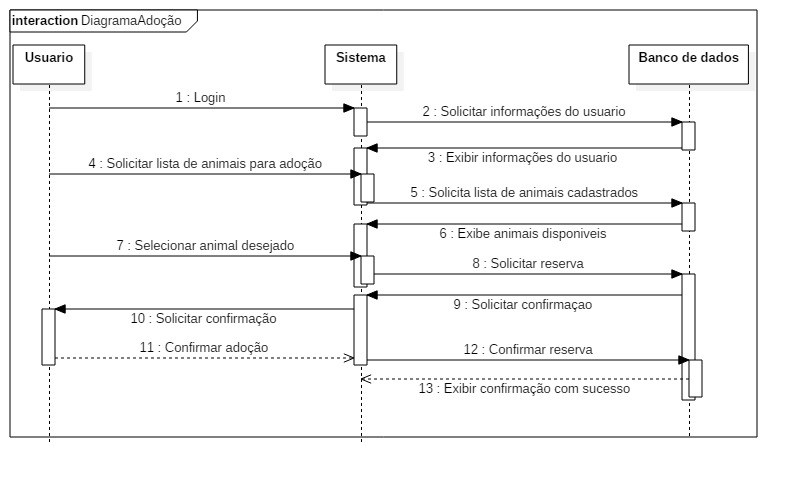 interaction DiagramaAdoção
Usuario
Sistema
Banco de dados
1 : Login
2 : Solicitar informações do usuario
3 : Exibir informações do usuario
4 : Solicitar lista de animais para adoção
5 : Solicita lista de animais cadastrados
6 : Exibe animais disponiveis
7 : Selecionar animal desejado
8 : Solicitar reserva
9 : Solicitar confirmaçao
10 : Solicitar confirmação
11 : Confirmar adoção
12 : Confirmar reserva
13 : Exibir confirmação com sucesso